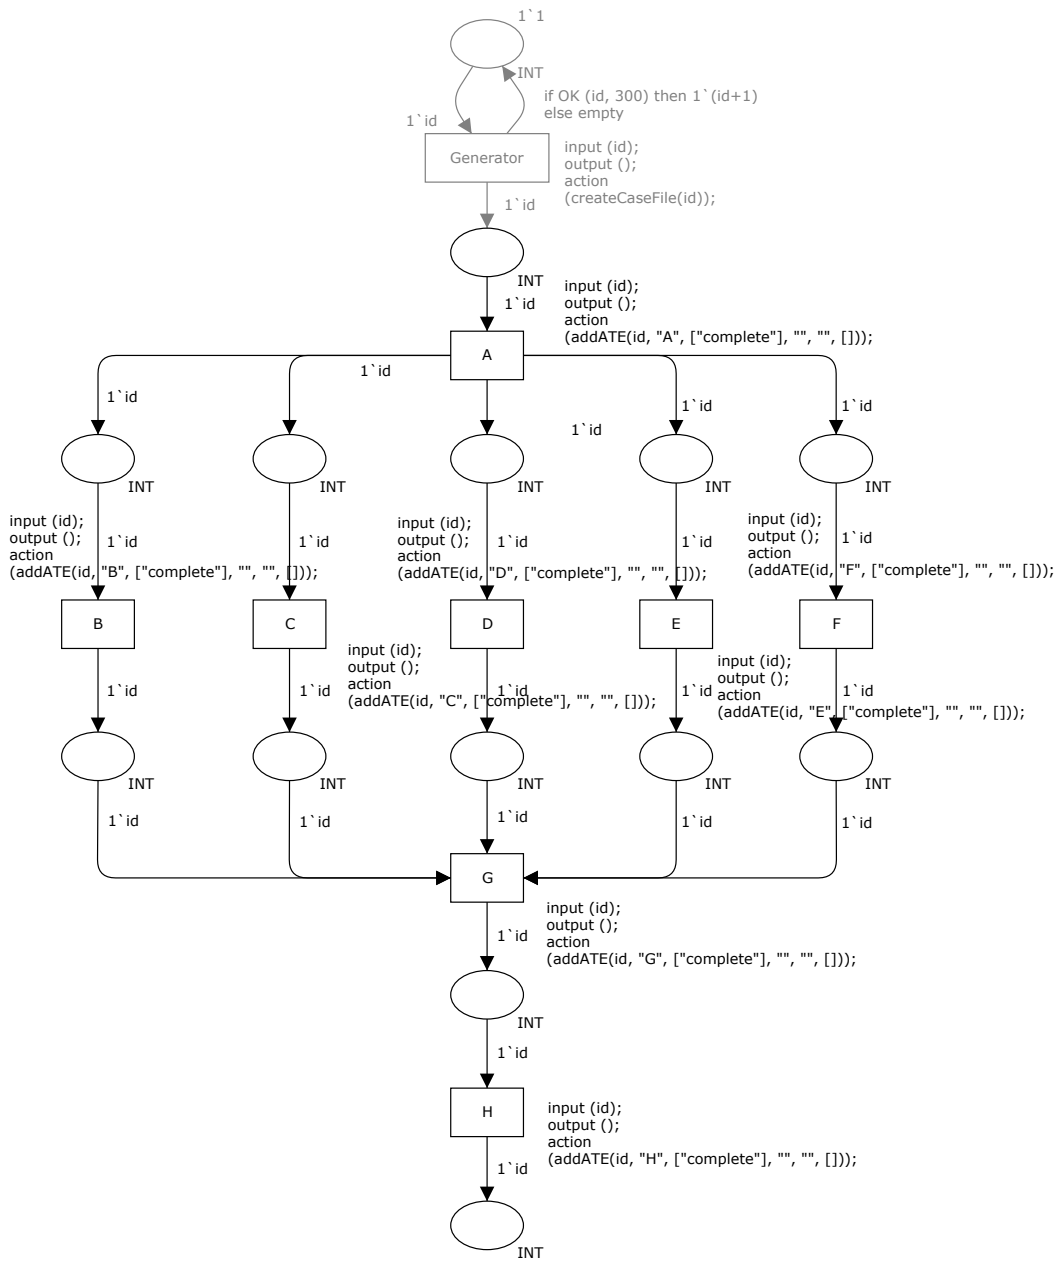 1`1
INT
if OK (id, 300) then 1`(id+1)
else empty
1`id
Generator
input (id);
output ();
action
(createCaseFile(id));
1`id
INT
1`id
input (id);
output ();
action
(addATE(id, "A", ["complete"], "", "", []));
A
1`id
1`id
1`id
1`id
1`id
INT
INT
INT
INT
INT
input (id);
output ();
action
(addATE(id, "B", ["complete"], "", "", []));
1`id
1`id
input (id);
output ();
action
(addATE(id, "D", ["complete"], "", "", []));
1`id
1`id
input (id);
output ();
action
(addATE(id, "F", ["complete"], "", "", []));
1`id
B
C
D
E
F
1`id
1`id
input (id);
output ();
action
(addATE(id, "C", ["complete"], "", "", []));
1`id
1`id
input (id);
output ();
action
(addATE(id, "E", ["complete"], "", "", []));
1`id
INT
INT
INT
INT
INT
1`id
1`id
1`id
1`id
1`id
G
input (id);
output ();
action
(addATE(id, "G", ["complete"], "", "", []));
1`id
INT
1`id
H
input (id);
output ();
action
(addATE(id, "H", ["complete"], "", "", []));
1`id
INT